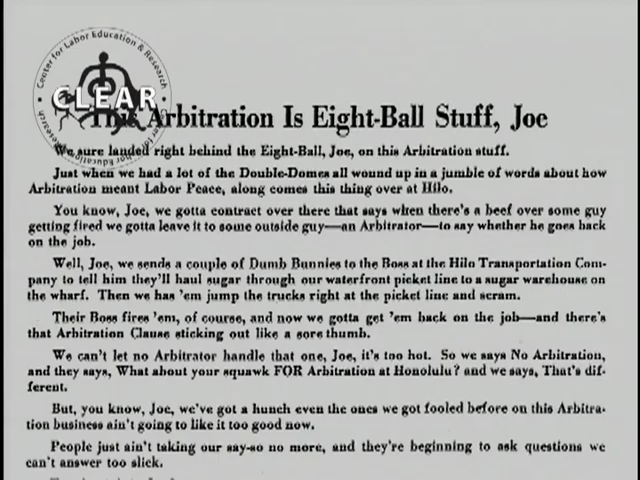 Center for Labor Education & Research
CLEAR
This Arbitration Is Eight-Ball Stuff, Joe
We sure landed right behind the Eight-Ball, Joe, on this Arbitration stuff.
Just when we had a lot of the Double-Domes all wound up in a jumble of words about how
Arbitration meant Labor Peace, along comes this thing over at Hilo.
You know, Joe, we gotta contract over there that says when there's a beef over some guy
getting fired we gotta leave it to some outside guy—an Arbitrator—to say whether he goes back
on the job.
Well, Joe, we sends a couple of Dumb Bunnies to the Boss at the Hilo Transportation Com-
pany to tell him they'll haul sugar through our waterfront picket line to a sugar warehouse on
the wharf. Then we has 'em jump the trucks right at the picket line and scram.
Their Boss fires 'em, of course, and now we gotta get 'em back on the job—and there's
that Arbitration Clause sticking out like a sore thumb.
We can't let no Arbitrator handle that one, Joe, it's too hot. So we says No Arbitration,
and they says, What about your squawk FOR Arbitration at Honolulu? and we says, That's dif-
ferent.
But, you know, Joe, we've got a hunch even the ones we got fooled before on this Arbitra-
tion business ain't going to like it too good now.
People just ain't taking our say-so no more, and they're beginning to ask questions we
can't answer too slick.